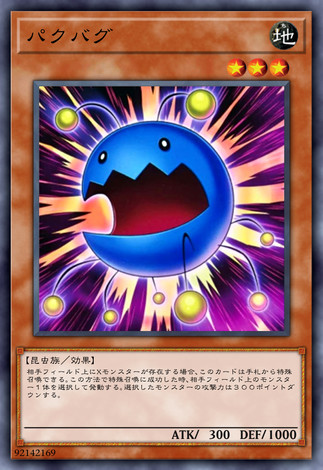 パクバグ
地
【昆虫族／効果】
相手フィールド上にXモンスターが存在する場合、このカードは手札から特殊
召喚できる。この方法で特殊召喚に成功した時、相手フィールド上のモンスタ
ー１体を選択して発動する。選択したモンスターの攻撃力は３００ポイントダ
ウンする。
ATK/ 300 DEF/1000
92142169